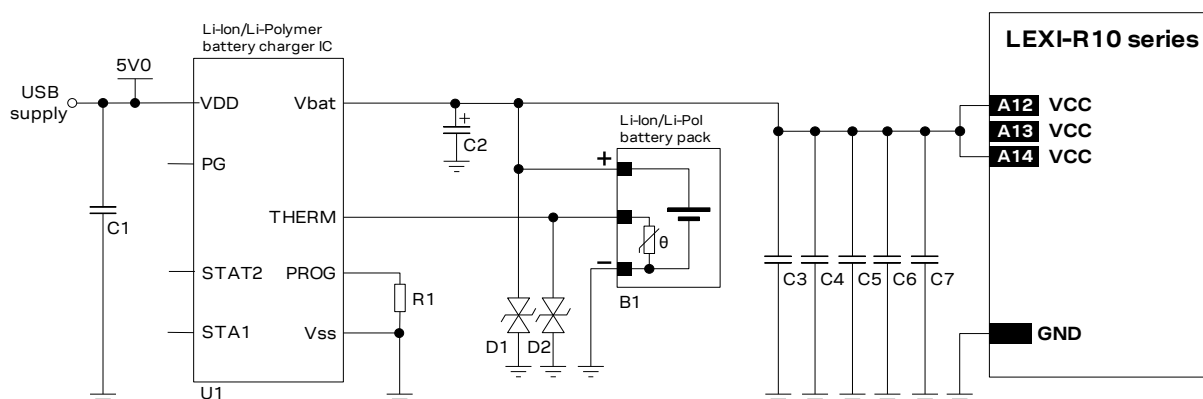 Li-Ion/Li-Polymer
battery charger IC
5V0
USB
supply
VDD
Vbat
PG
THERM
STAT2
PROG
STA1
Vss
U1
C1
C2
R1
Li-Ion/Li-Pol
battery pack
+
+
θ
–
B1
D1
D2
C3
C4
C5
C6
C7
LEXI-R10 series
A12 VCC
A13 VCC
A14 VCC
GND